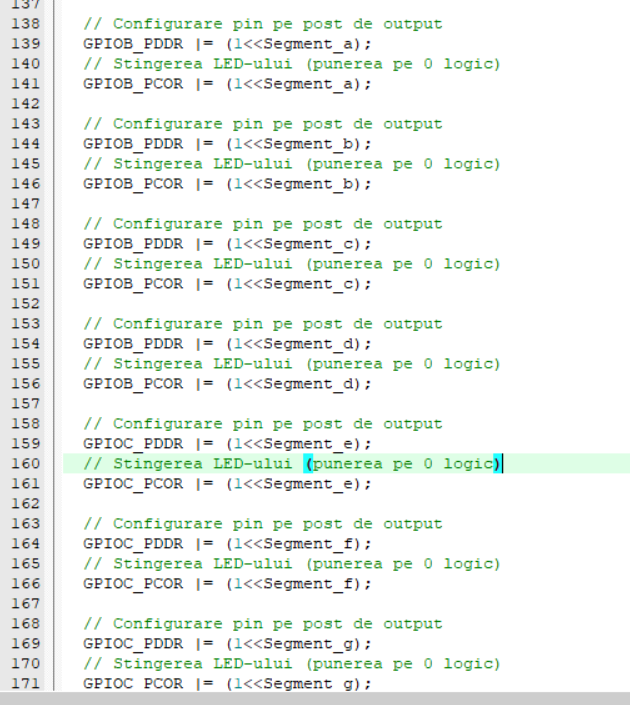 137
138 // Configurare pin pe post de output
139 GPIOB_PDDR |= (1<<Segment_a);
140 // Stingerea LED-ului (punerea pe 0 logic)
141 GPIOB_PCOR |= (1<<Segment_a);
142
143 // Configurare pin pe post de output
144 GPIOB_PDDR |= (1<<Segment_b);
145 // Stingerea LED-ului (punerea pe 0 logic)
146 GPIOB_PCOR |= (1<<Segment_b);
147
148 // Configurare pin pe post de output
149 GPIOB_PDDR |= (1<<Segment_c);
150 // Stingerea LED-ului (punerea pe 0 logic)
151 GPIOB_PCOR |= (1<<Segment_c);
152
153 // Configurare pin pe post de output
154 GPIOB_PDDR |= (1<<Segment_d);
155 // Stingerea LED-ului (punerea pe 0 logic)
156 GPIOB_PCOR |= (1<<Segment_d);
157
158 // Configurare pin pe post de output
159 GPIOC_PDDR |= (1<<Segment_e);
160 // Stingerea LED-ului (punerea pe 0 logic)
161 GPIOC_PCOR |= (1<<Segment_e);
162
163 // Configurare pin pe post de output
164 GPIOC_PDDR |= (1<<Segment_f);
165 // Stingerea LED-ului (punerea pe 0 logic)
166 GPIOC_PCOR |= (1<<Segment_f);
167
168 // Configurare pin pe post de output
169 GPIOC_PDDR |= (1<<Segment_g);
170 // Stingerea LED-ului (punerea pe 0 logic)
171 GPIOC_PCOR |= (1<<Segment_g);